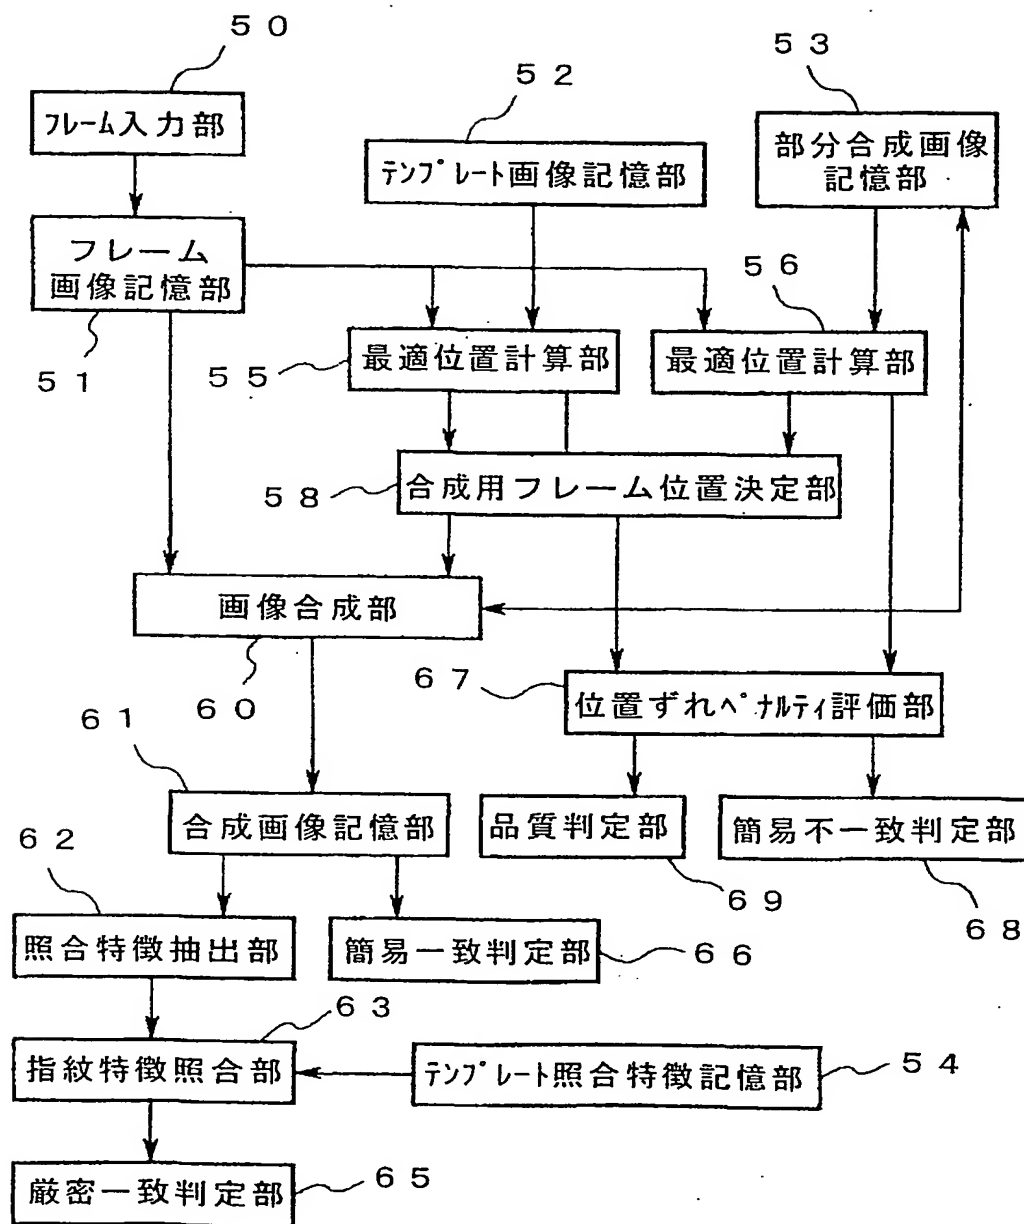 50
フレーム入力部
52
テンプレート画像記憶部
53
部分合成画像
記憶部
フレーム
画像記憶部
51
56
55
最適位置計算部
最適位置計算部
58
合成用フレーム位置決定部
画像合成部
60
67
位置ずれペナルティ評価部
61
合成画像記憶部
品質判定部
69
簡易不一致判定部
68
62
照合特徴抽出部
簡易一致判定部
66
63
指紋特徴照合部
テンプレート照合特徴記憶部
54
厳密一致判定部
65